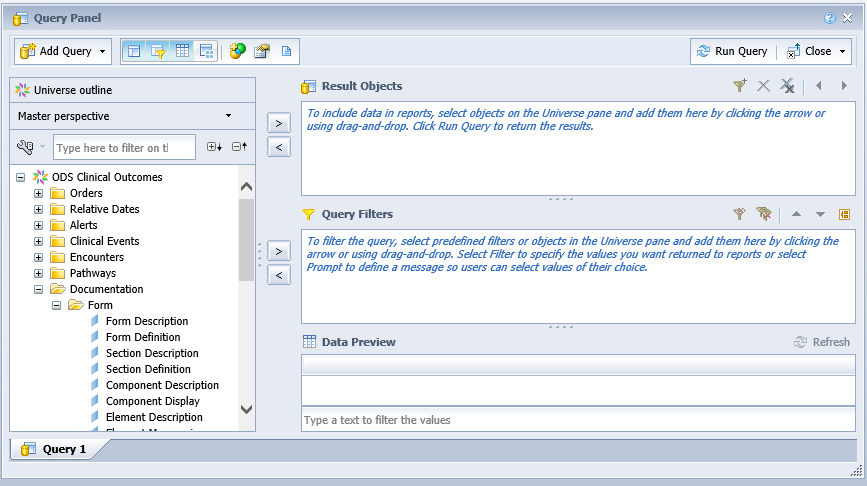 Query Panel
Add Query
Run Query
Close
Universe outline
Master perspective
Type here to filter on tl
ODS Clinical Outcomes
Orders
Relative Dates
Alerts
Clinical Events
Encounters
Pathways
Documentation
Form
Form Description
Form Definition
Section Description
Section Definition
Component Description
Component Display
Element Description
>
<
>
<
Result Objects
To include data in reports, select objects on the Universe pane and add them here by clicking the arrow or
using drag-and-drop. Click Run Query to return the results.
Query Filters
To filter the query, select predefined filters or objects in the Universe pane and add them here by clicking the
arrow or using drag-and-drop. Select Filter to specify the values you want returned to reports or select
Prompt to define a message so users can select values of their choice.
Data Preview
Refresh
Type a text to filter the values
Query 1